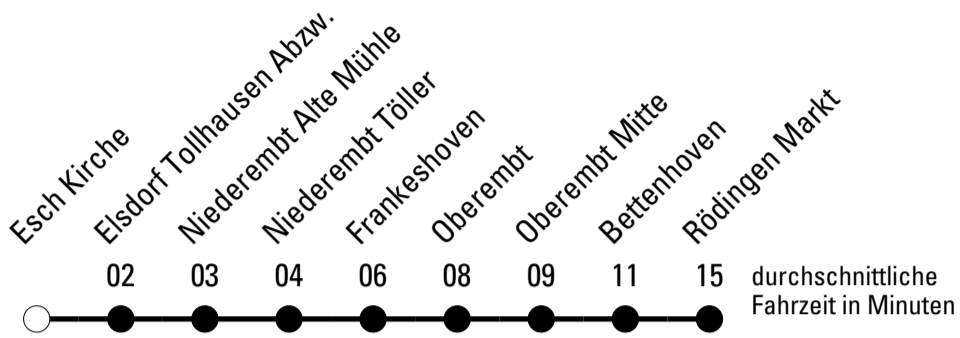 Esch Kirche
Elsdorf Tollhausen Abzw.
Niederembt Alte Mühle
Niederembt Töller
Frankeshoven
Oberembt
Oberembt Mitte
Bettenhoven
Rödingen Markt
02 03 04 06 08 09 11 15
durchschnittliche
Fahrzeit in Minuten